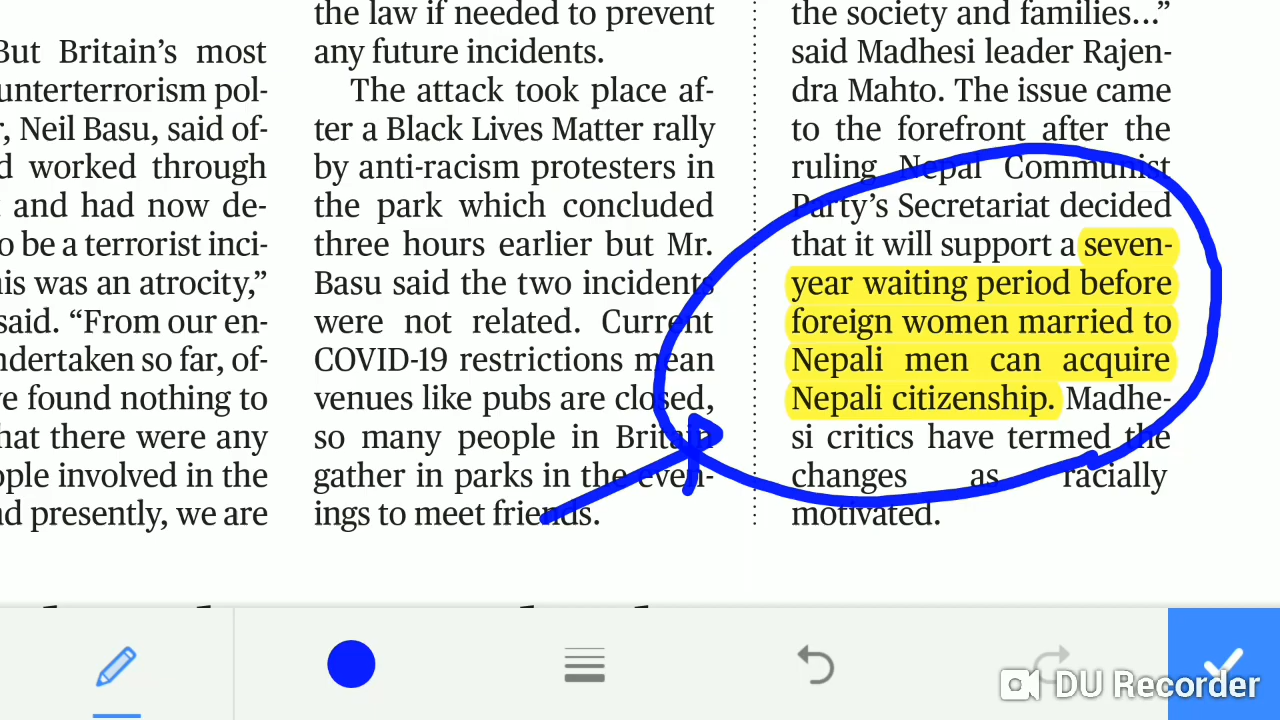 But Britain's most
unterterrorism pol-
r, Neil Basu, said of-
d worked through
and had now de-
o be a terrorist inci-
his was an atrocity,"
said. "From our en-
ndertaken so far, of-
ve found nothing to
hat there were any
ople involved in the
nd presently, we are
the law if needed to prevent
any future incidents.
The attack took place af-
ter a Black Lives Matter rally
by anti-racism protesters in
the park which concluded
three hours earlier but Mr.
Basu said the two incidents
were not related. Current
COVID-19 restrictions mean
venues like pubs are closed,
so many people in Britain
gather in parks in the even-
ings to meet friends.
the society and families..."
said Madhesi leader Rajen-
dra Mahto. The issue came
to the forefront after the
ruling Nepal Communist
Party's Secretariat decided
that it will support a seven-
year waiting period before
foreign women married to
Nepali men can acquire
Nepali citizenship. Madhe-
si critics have termed the
changes as racially
motivated.
DU Recorder